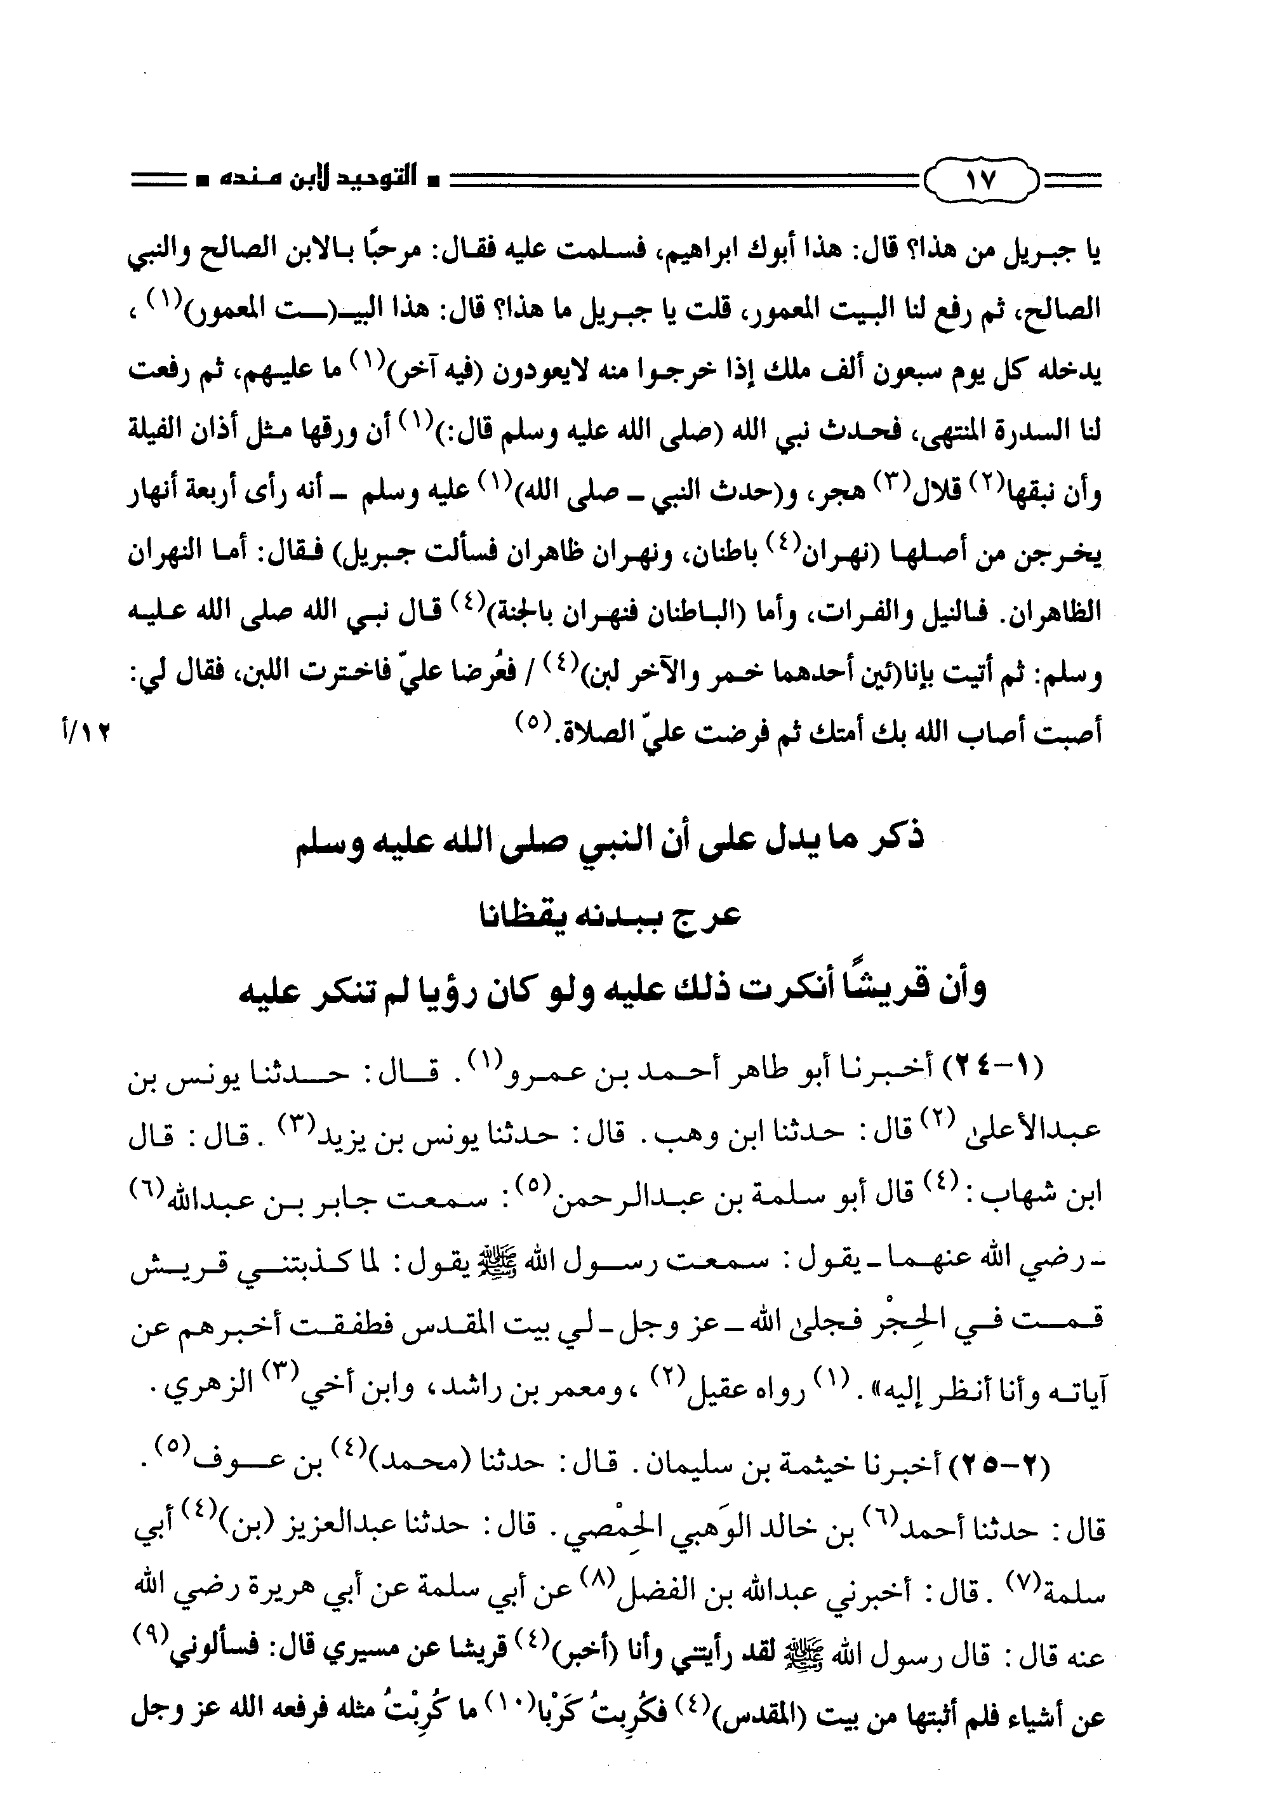 ١٧ ■ التوحيد لابن منده ■
يا جبريل من هذا؟ قال: هذا أبوك ابراهيم، فسلمت عليه فقال: مرحبًا بالابن الصالح والنبي
الصالح، ثم رفع لنا البيت المعمور، قلت يا جبريل ما هذا؟ قال: هذا البيـ(ـت المعمور)(١) ،
يدخله كل يوم سبعون ألف ملك إذا خرجوا منه لايعودون (فيه آخر)(١) ما عليهم، ثم رفعت
لنا السدرة المنتهى، فحدث نبي الله (صلى الله عليه وسلم قال:)(١) أن ورقها مثل أذان الفيلة
وأن نبقها(٢) قلال(٣) هجر، و(حدث النبي ـ صلى الله)(١) عليه وسلم ـ أنه رأى أربعة أنهار
يخرجن من أصلها (نهران(٤) باطنان، ونهران ظاهران فسألت جبريل) فقال: أما النهران
الظاهران. فالنيل والفرات، وأما (الباطنان فنهران بالجنة)(٤) قال نبي الله صلى الله عليه
وسلم: ثم أتيت بإنا(ئين أحدهما خمر والآخر لبن)(٤) / فعُرضا عليّ فاخترت اللبن، فقال لي:
أصبت أصاب الله بك أمتك ثم فرضت عليّ الصلاة.(٥)
١٢/أ
ذكر ما يدل على أن النبي صلى الله عليه وسلم
عرج ببدنه يقظانا
وأن قريشًا أنكرت ذلك عليه ولو كان رؤيا لم تنكر عليه
(١-٢٤) أخبرنا أبو طاهر أحمد بن عمرو(١). قال: حدثنا يونس بن
عبدالأعلىٰ (٢) قال: حدثنا ابن وهب. قال: حدثنا يونس بن يزيد(٣) .قال: قال
ابن شهاب:(٤) قال أبو سلمة بن عبدالرحمن(٥): سمعت جابر بن عبدالله(٦)
ـ رضي الله عنهما ـ يقول: سمعت رسول الله ﷺ يقول: لما كذبتني قريش
قمت في الحِجْر فجلىٰ الله ـ عز وجل ـ لي بيت المقدس فطفقت أخبرهم عن
آياته وأنا أنظر إليه».(١) رواه عقيل(٢) ، ومعمر بن راشد، وابن أخي(٣) الزهري.
(٢-٢٥) أخبرنا خيثمة بن سليمان. قال: حدثنا (محمد)(٤) بن عوف(٥).
قال: حدثنا أحمد(٦) بن خالد الوَهبي الحِمْصي. قال: حدثنا عبدالعزيز (بن)(٤) أبي
سلمة(٧) .قال: أخبرني عبدالله بن الفضل(٨) عن أبي سلمة عن أبي هريرة رضي الله
عنه قال: قال رسول الله ﷺ لقد رأيتني وأنا (أخبر)(٤) قريشا عن مسيري قال: فسألوني(٩)
عن أشياء فلم أثبتها من بيت (المقدس)(٤) فكُرِبتُ كَرْبا(١٠) ما كُرِبْتُ مثله فرفعه الله عز وجل